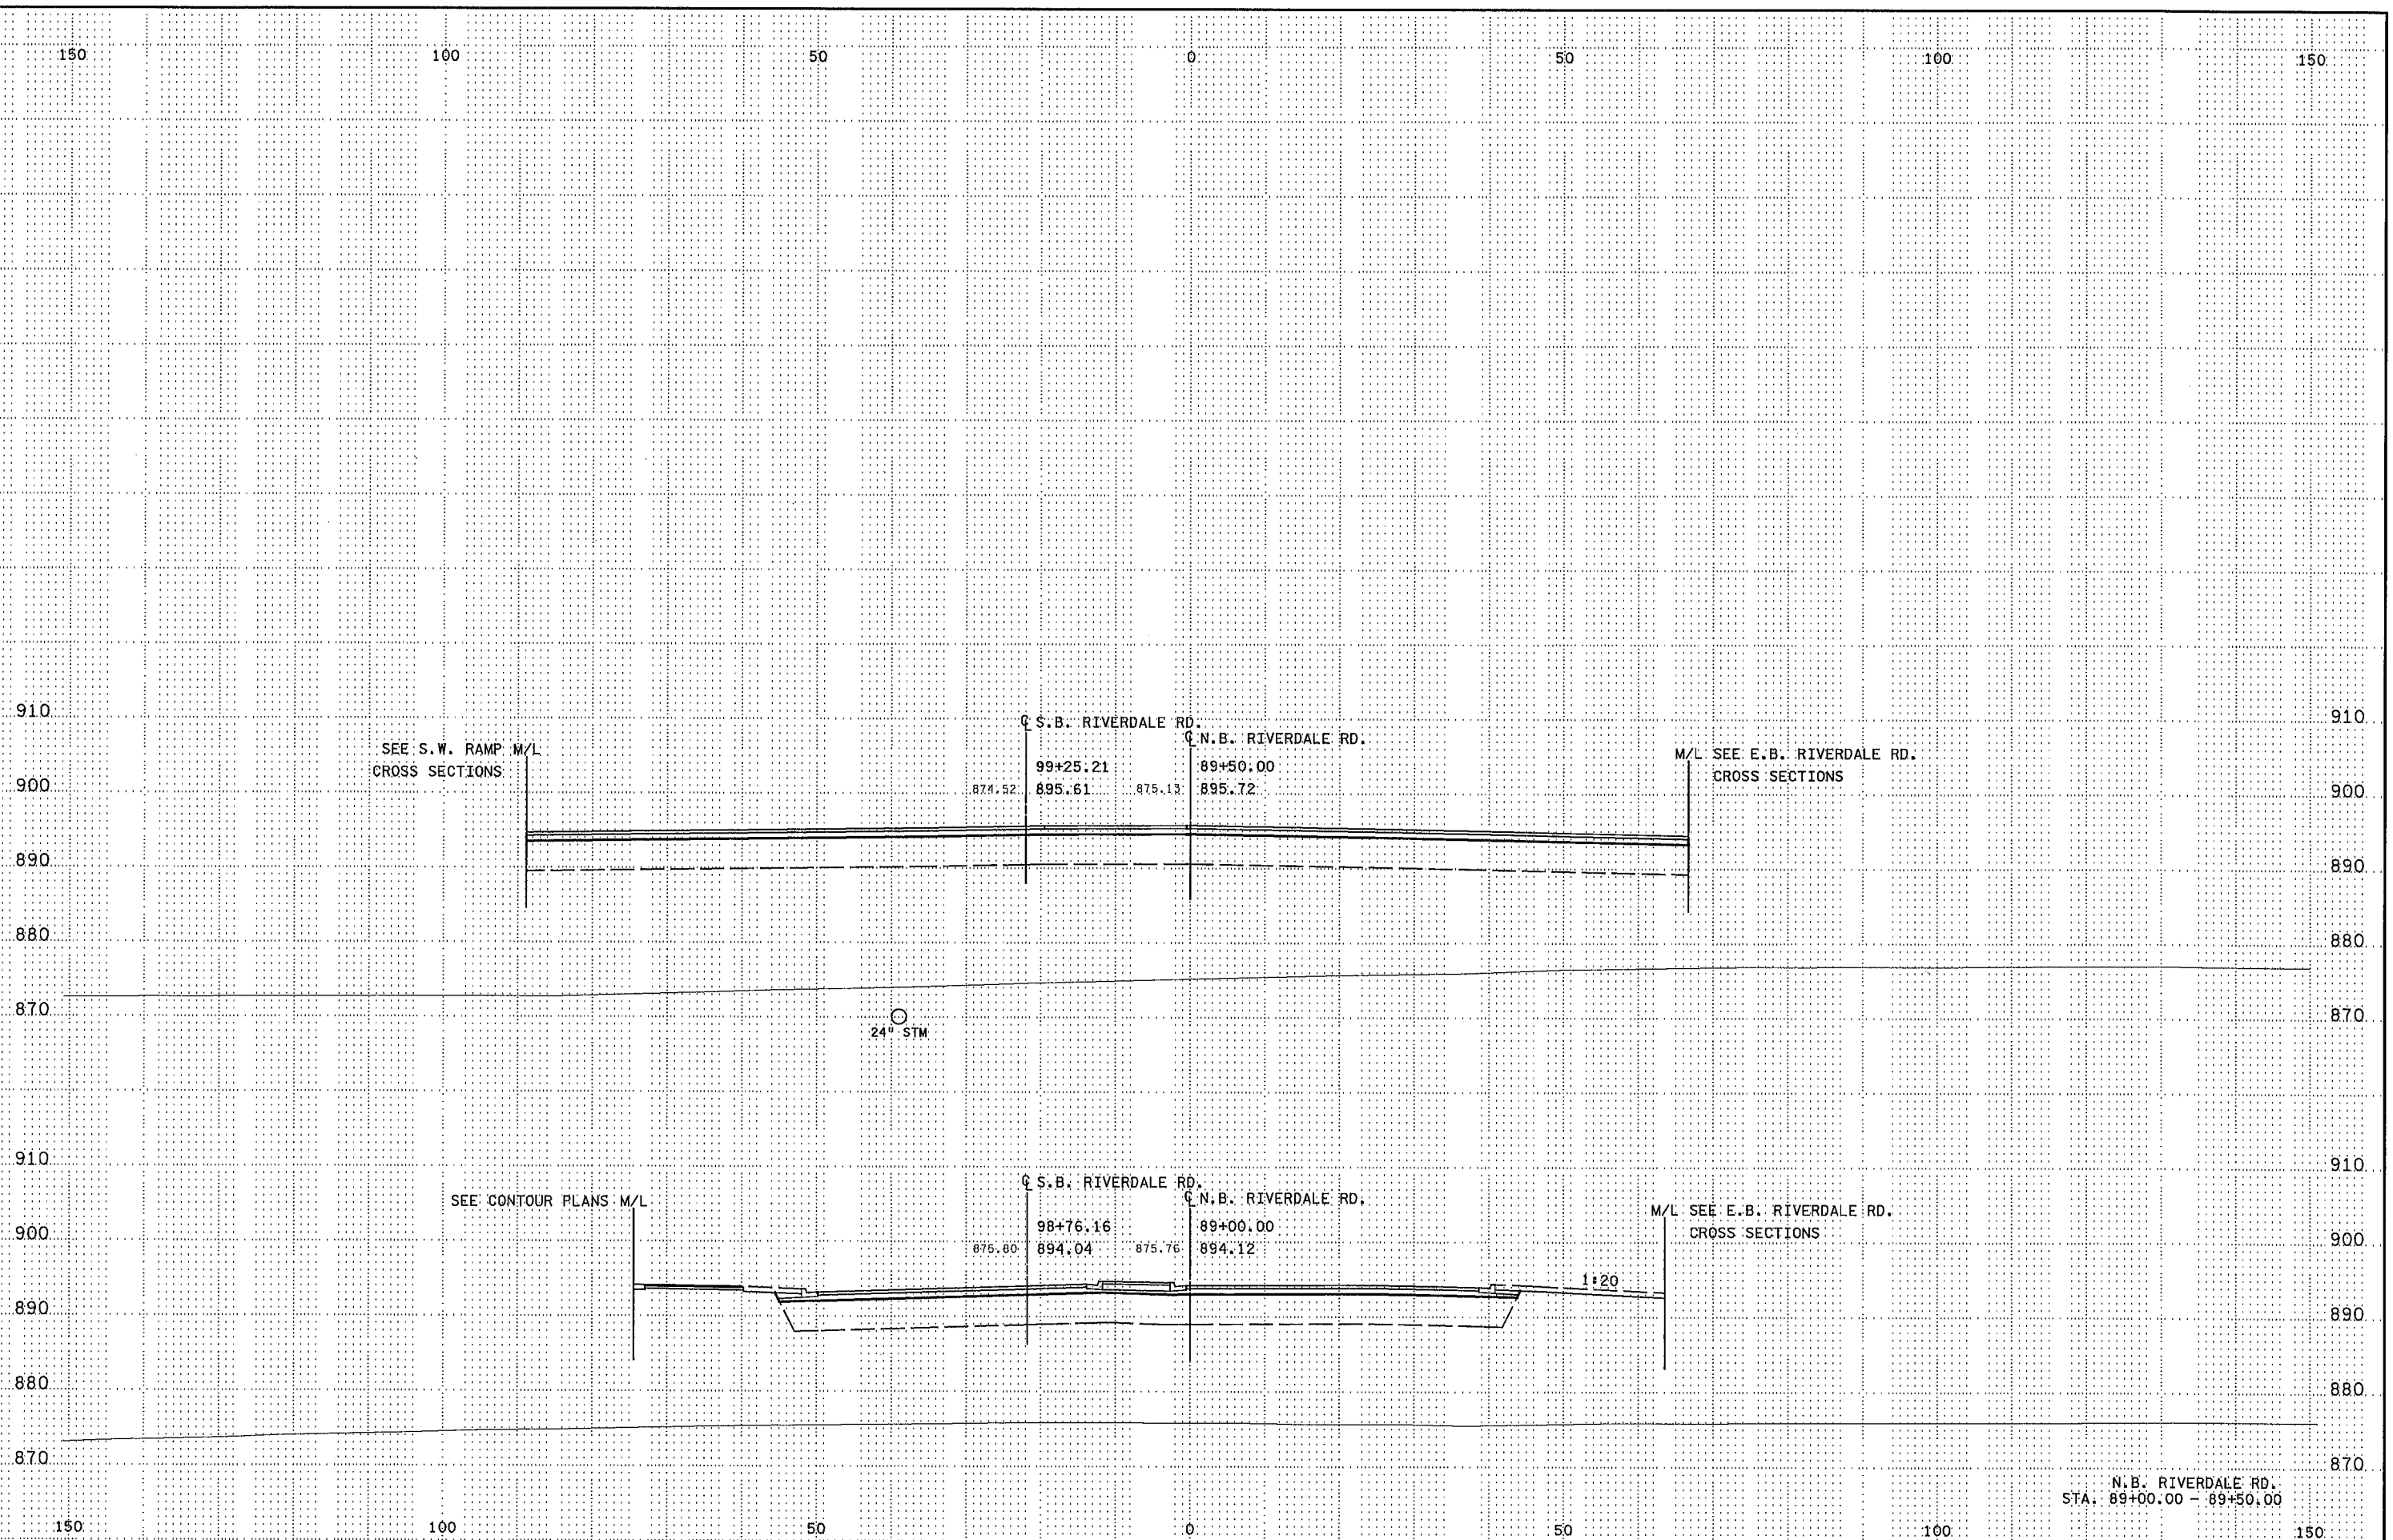 150 100 50 0 50 100 150
910 ℄ S.B. RIVERDALE RD. 910
SEE S.W. RAMP M/L ℄ N.B. RIVERDALE RD. M/L SEE E.B. RIVERDALE RD.
CROSS SECTIONS 99+25.21 89+50.00 CROSS SECTIONS
900 874.52 895.61 875.13 895.72 900
890 890
880 880
870 870
24" STM
910 910
℄ S.B. RIVERDALE RD.
SEE CONTOUR PLANS M/L ℄ N.B. RIVERDALE RD. M/L SEE E.B. RIVERDALE RD.
98+76.16 89+00.00 CROSS SECTIONS
900 875.80 894.04 875.76 894.12 900
1:20
890 890
880 880
870 870
N.B. RIVERDALE RD.
STA. 89+00.00 - 89+50.00
150 100 50 0 50 100 150